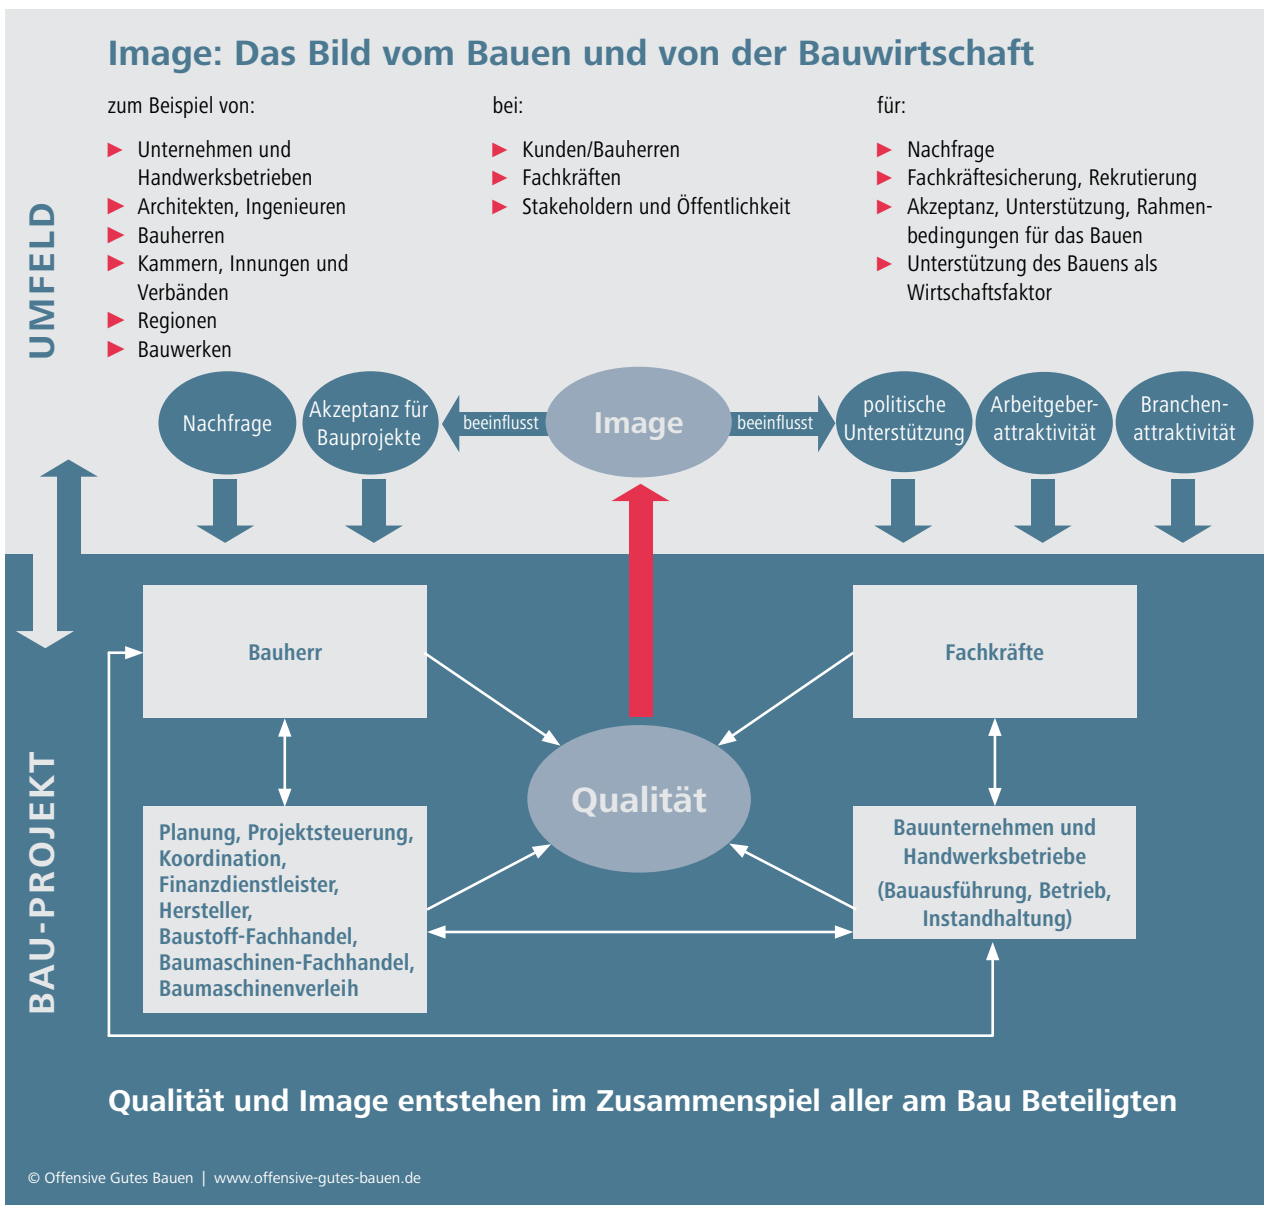 Image: Das Bild vom Bauen und von der Bauwirtschaft
zum Beispiel von:
Unternehmen und
Handwerksbetrieben
Architekten, Ingenieuren
Bauherren
Kammern, Innungen und
Verbänden
Regionen
Bauwerken
bei:
Kunden/Bauherren
Fachkräften
Stakeholdern und Öffentlichkeit
für:
Nachfrage
Fachkräftesicherung, Rekrutierung
Akzeptanz, Unterstützung, Rahmen-
bedingungen für das Bauen
Unterstützung des Bauens als
Wirtschaftsfaktor
UMFELD
Nachfrage
Akzeptanz für
Bauprojekte
beeinflusst
Image
beeinflusst
politische
Unterstützung
Arbeitgeber-
attraktivität
Branchen-
attraktivität
BAU-PROJEKT
Bauherr
Fachkräfte
Qualität
Planung, Projektsteuerung,
Koordination,
Finanzdienstleister,
Hersteller,
Baustoff-Fachhandel,
Baumaschinen-Fachhandel,
Baumaschinenverleih
Bauunternehmen und
Handwerksbetriebe
(Bauausführung, Betrieb,
Instandhaltung)
Qualität und Image entstehen im Zusammenspiel aller am Bau Beteiligten
© Offensive Gutes Bauen | www.offensive-gutes-bauen.de